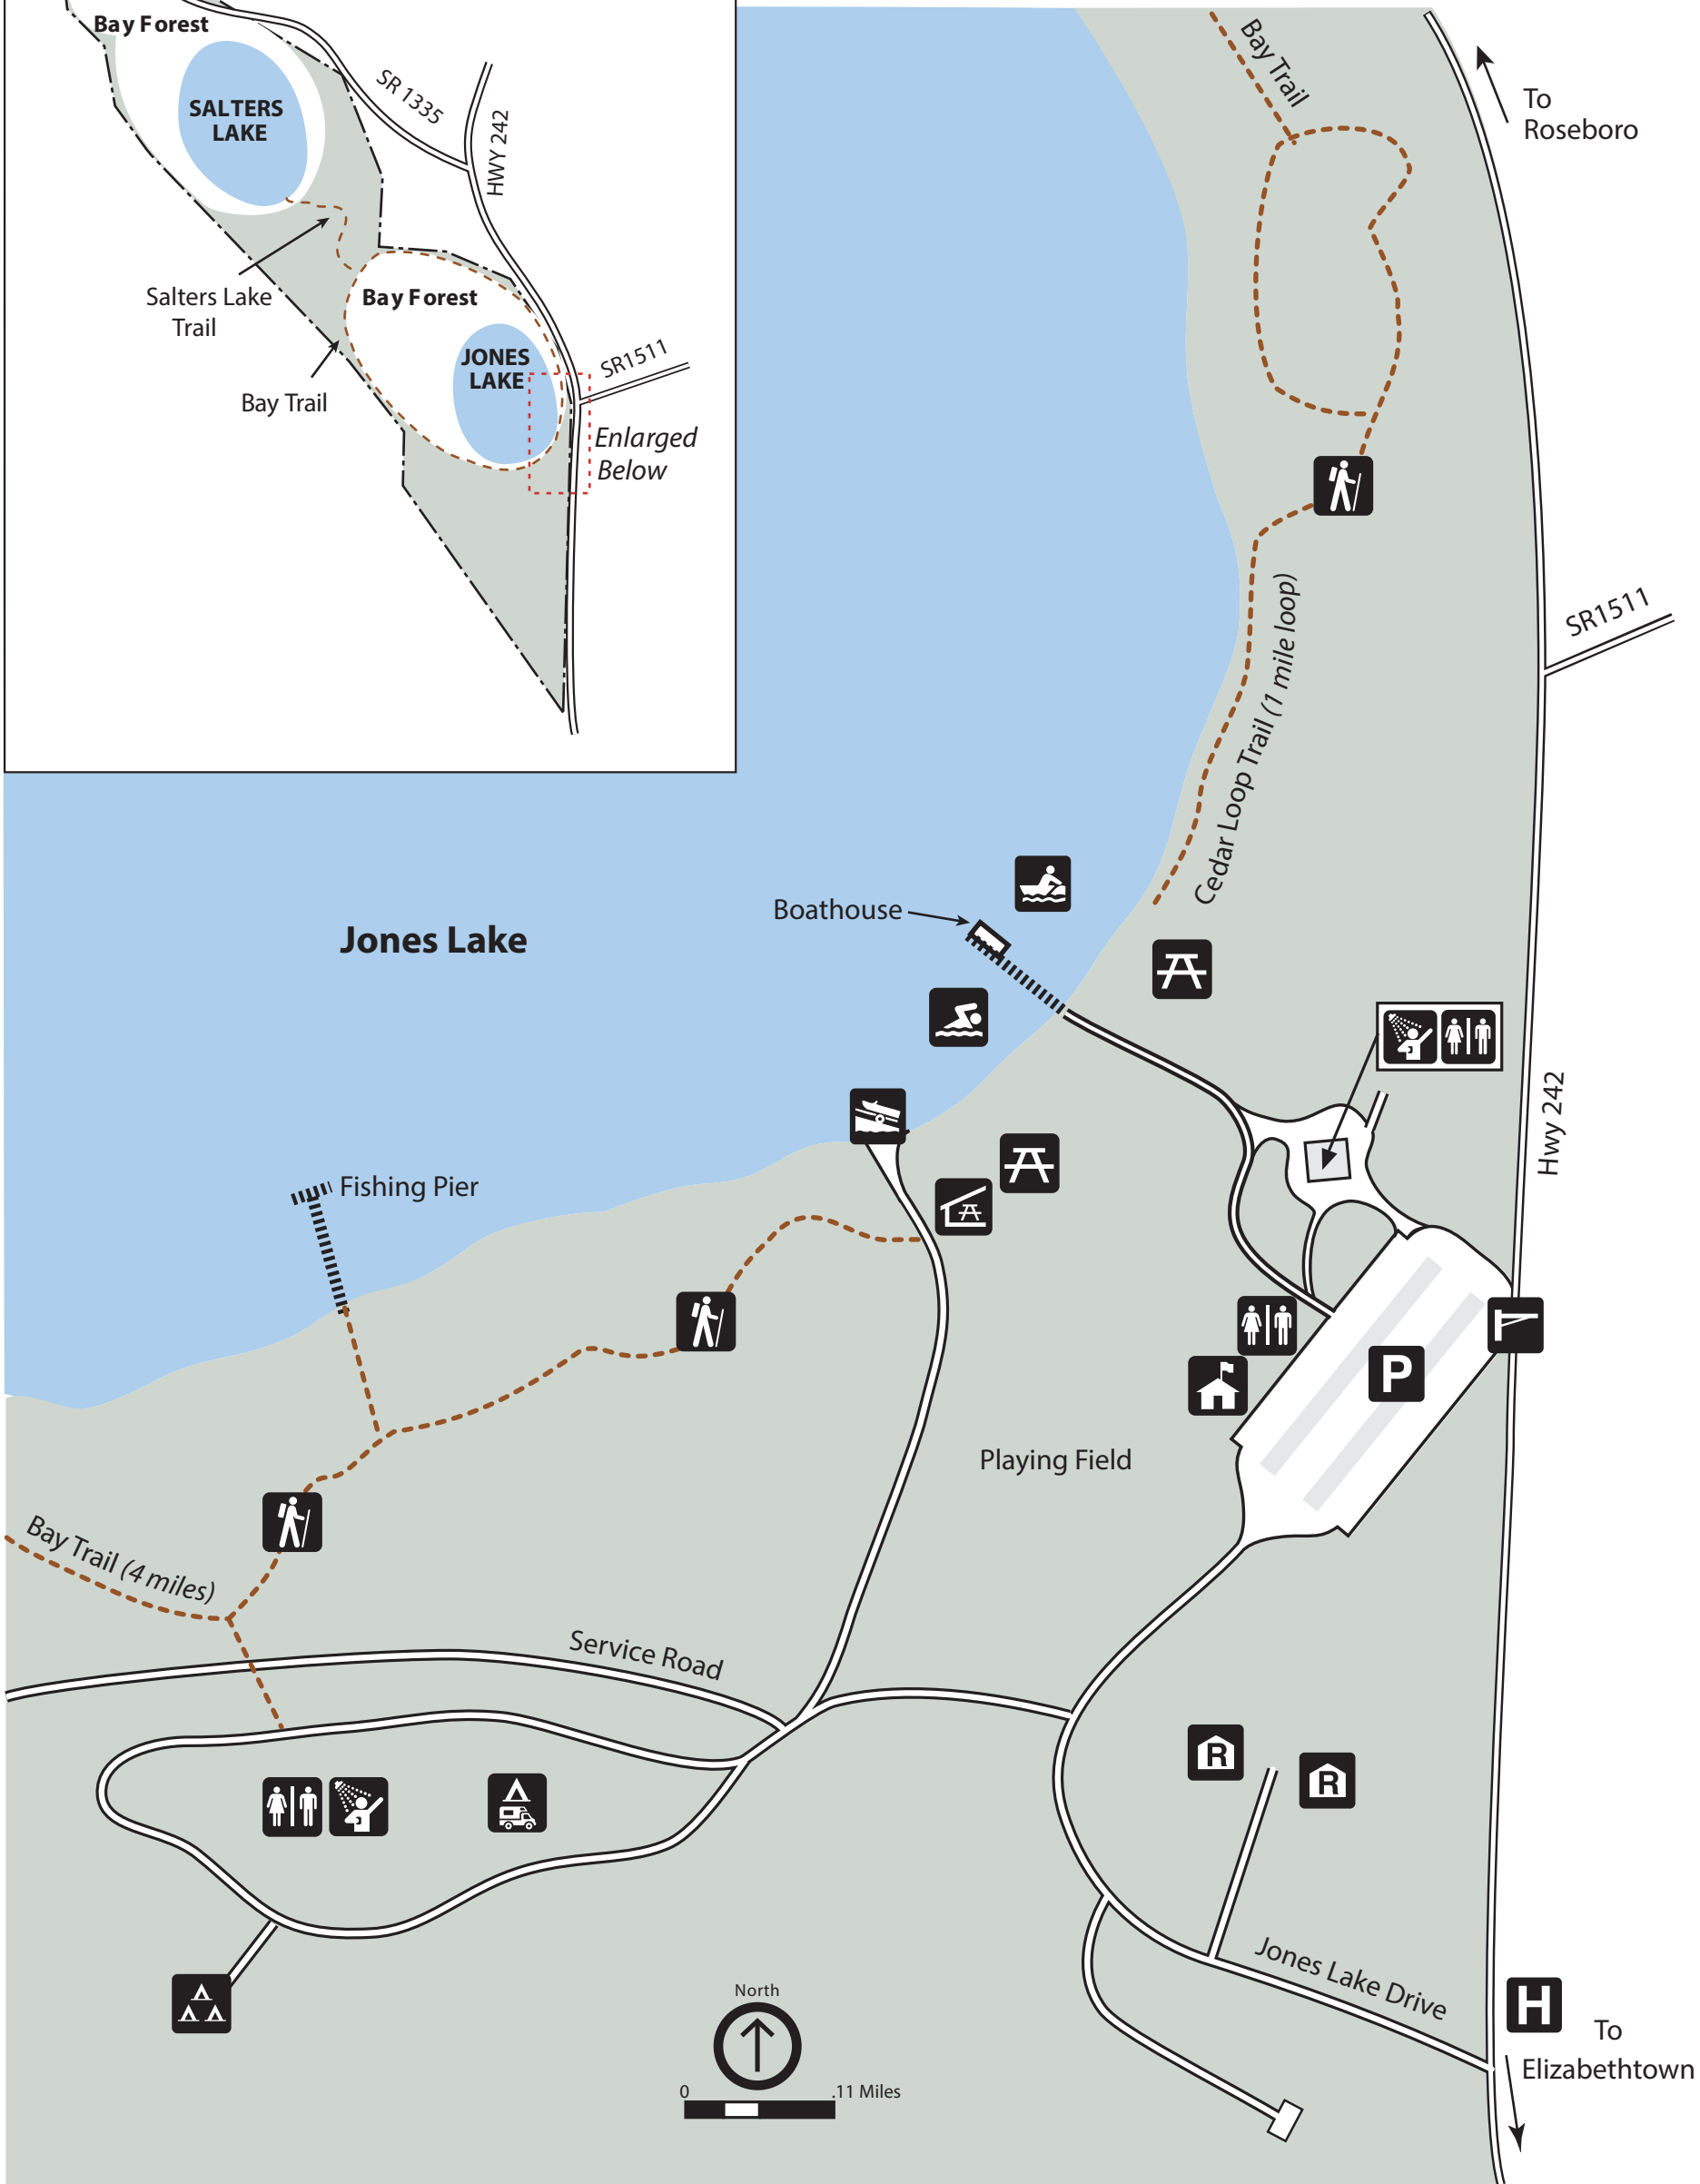 Bay Forest
SALTERS
LAKE
SR 1335
HWY 242
Salters Lake
Trail
Bay Forest
JONES
LAKE
SR1511
Bay Trail
Enlarged
Below
Bay Trail
To
Roseboro
SR1511
Cedar Loop Trail (1 mile loop)
Boathouse
Jones Lake
Hwy 242
Fishing Pier
P
Playing Field
Bay Trail (4 miles)
Service Road
R
R
Jones Lake Drive
North
H
To
Elizabethtown
0
.11 Miles